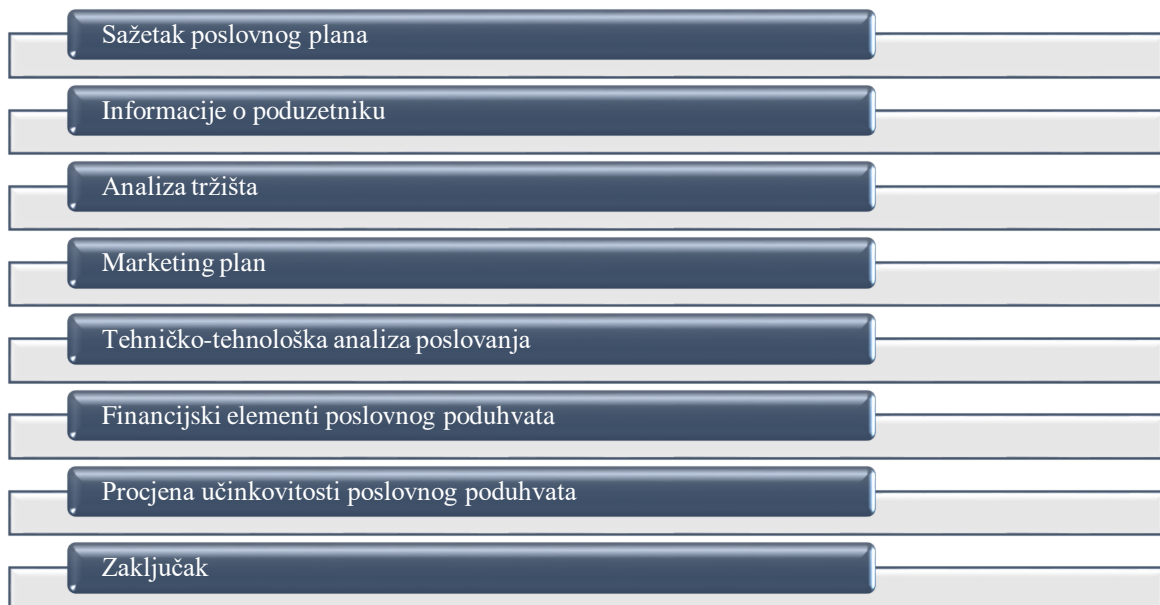 Sažetak poslovnog plana
Informacije o poduzetniku
Analiza tržišta
Marketing plan
Tehničko-tehnološka analiza poslovanja
Financijski elementi poslovnog poduhvata
Procjena učinkovitosti poslovnog poduhvata
Zaključak